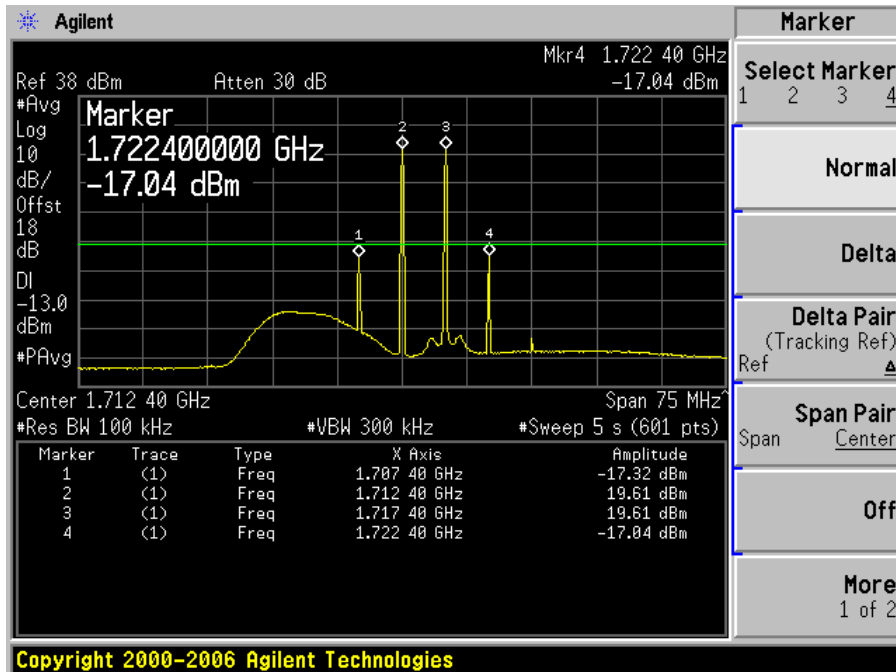 Agilent
Marker
Mkr4 1.722 40 GHz
Ref 38 dBm Atten 30 dB -17.04 dBm
#Avg
Log
10
dB/
Offst
18
dB
DI
-13.0
dBm
#PAvg
Marker
1.722400000 GHz
-17.04 dBm
1
2
3
4
Center 1.712 40 GHz Span 75 MHz^
#Res BW 100 kHz #VBW 300 kHz #Sweep 5 s (601 pts)
Marker Trace Type X Axis Amplitude
1 (1) Freq 1.707 40 GHz -17.32 dBm
2 (1) Freq 1.712 40 GHz 19.61 dBm
3 (1) Freq 1.717 40 GHz 19.61 dBm
4 (1) Freq 1.722 40 GHz -17.04 dBm
Select Marker
1 2 3 4
Normal
Delta
Delta Pair
(Tracking Ref)
Ref Δ
Span Pair
Span Center
Off
More
1 of 2
Copyright 2000-2006 Agilent Technologies